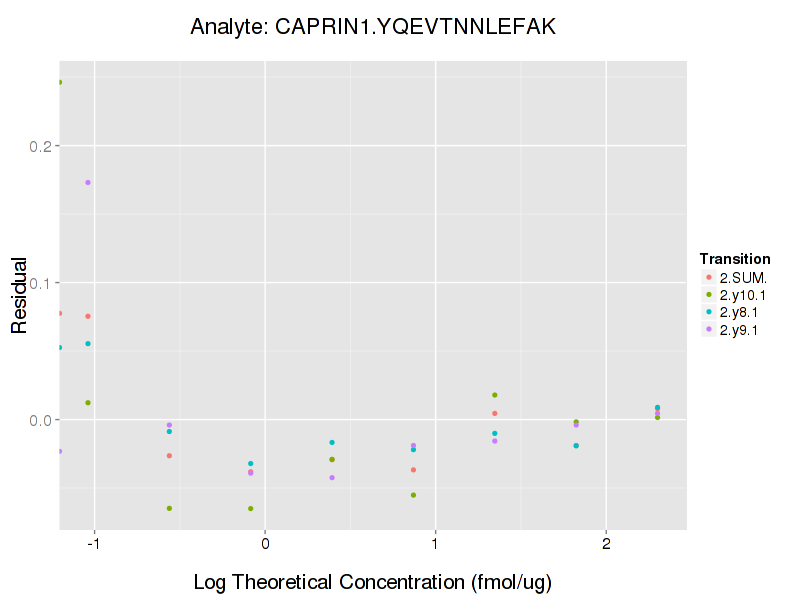 Analyte: CAPRIN1.YQEVTNNLEFAK
Residual
0.2
0.1
0.0
-1 0 1 2
Log Theoretical Concentration (fmol/ug)
Transition
2.SUM.
2.y10.1
2.y8.1
2.y9.1